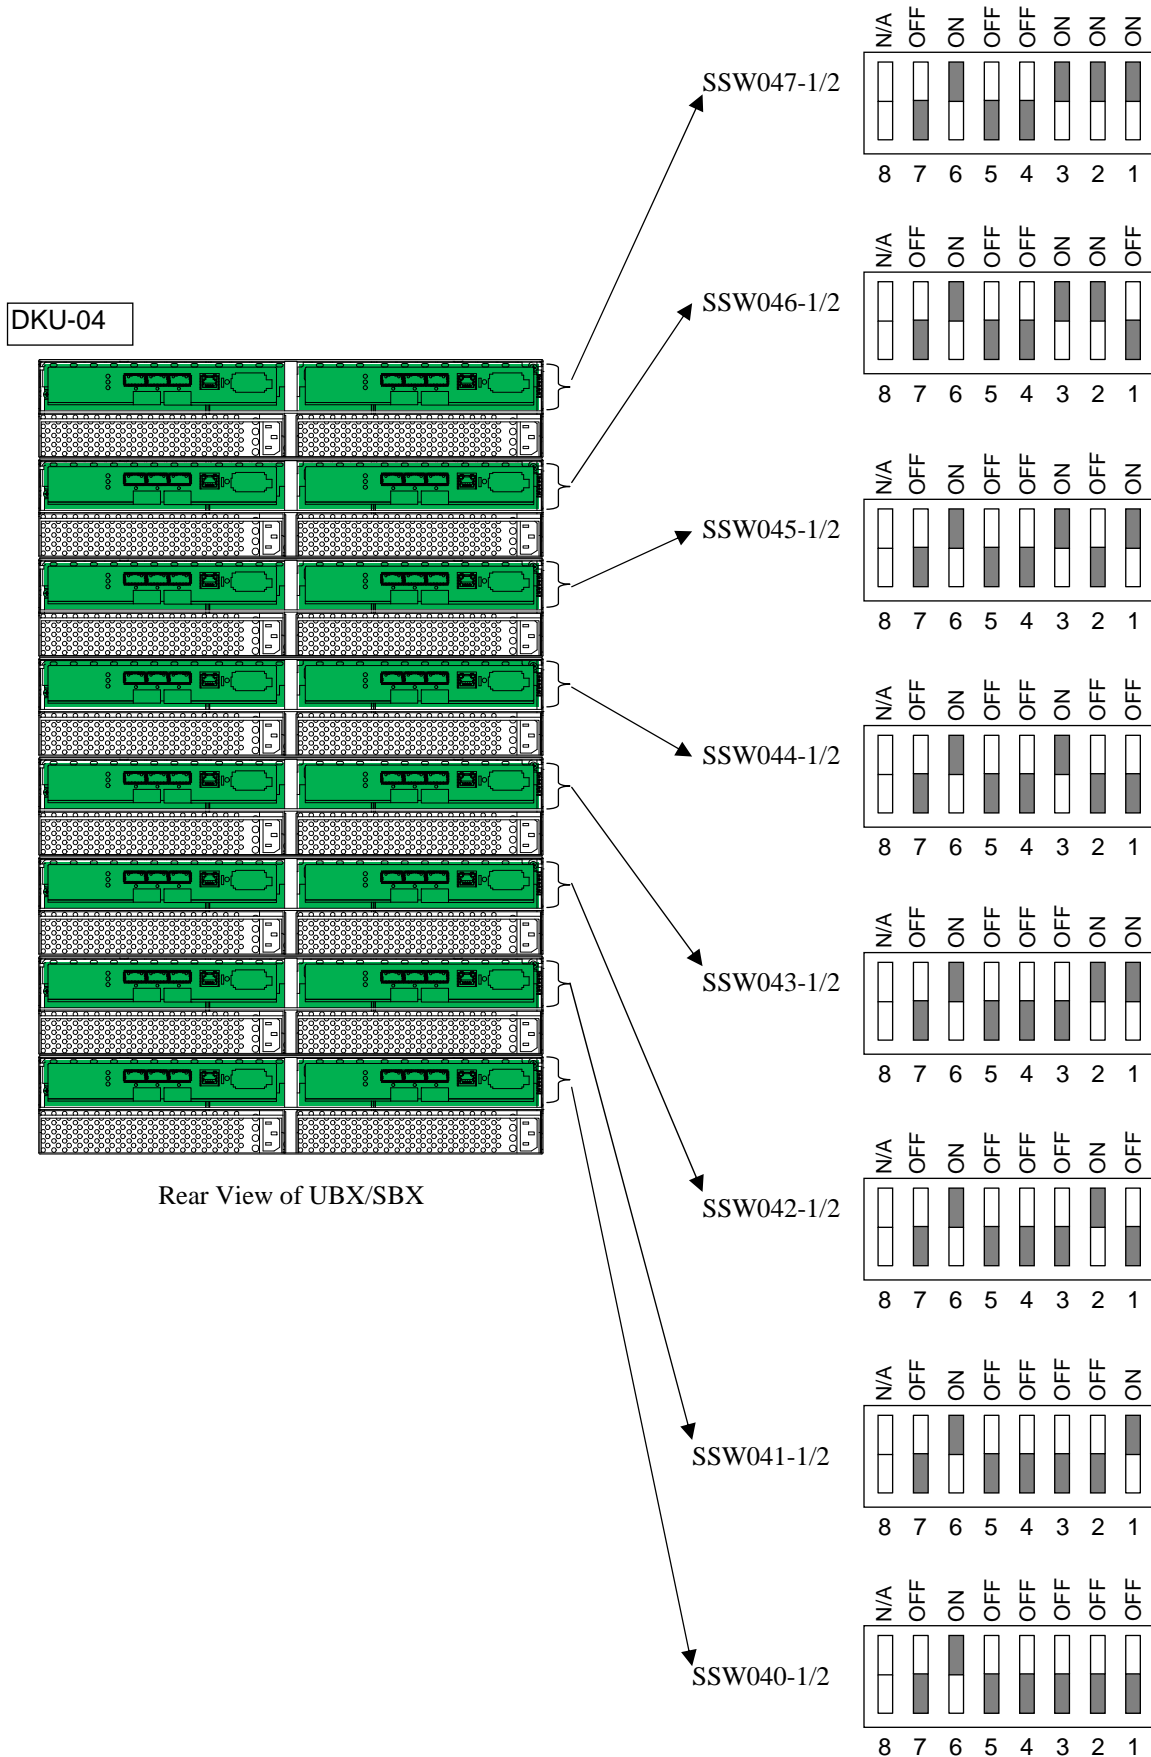 N/A OFF ON OFF OFF ON ON ON
SSW047-1/2
8 7 6 5 4 3 2 1
N/A OFF ON OFF OFF ON ON OFF
SSW046-1/2
8 7 6 5 4 3 2 1
DKU-04
N/A OFF ON OFF OFF ON OFF ON
SSW045-1/2
8 7 6 5 4 3 2 1
N/A OFF ON OFF OFF ON OFF OFF
SSW044-1/2
8 7 6 5 4 3 2 1
N/A OFF ON OFF OFF OFF ON ON
SSW043-1/2
8 7 6 5 4 3 2 1
Rear View of UBX/SBX
N/A OFF ON OFF OFF OFF ON OFF
SSW042-1/2
8 7 6 5 4 3 2 1
N/A OFF ON OFF OFF OFF OFF ON
SSW041-1/2
8 7 6 5 4 3 2 1
N/A OFF ON OFF OFF OFF OFF OFF
SSW040-1/2
8 7 6 5 4 3 2 1